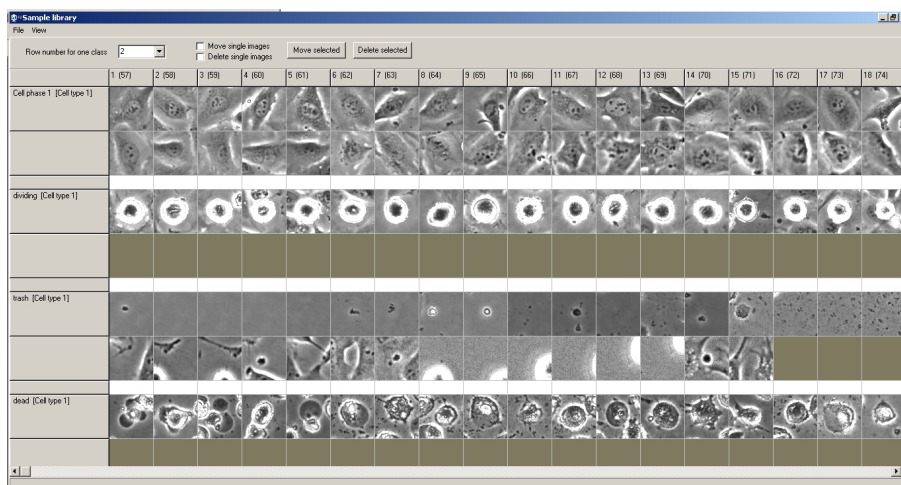 Sample library
File View
Row number for one class 2 Move single images Move selected Delete selected
Delete single images
1 (57) 2 (58) 3 (59) 4 (60) 5 (61) 6 (62) 7 (63) 8 (64) 9 (65) 10 (66) 11 (67) 12 (68) 13 (69) 14 (70) 15 (71) 16 (72) 17 (73) 18 (74)
Cell phase 1 [Cell type 1]
dividing [Cell type 1]
trash [Cell type 1]
dead [Cell type 1]